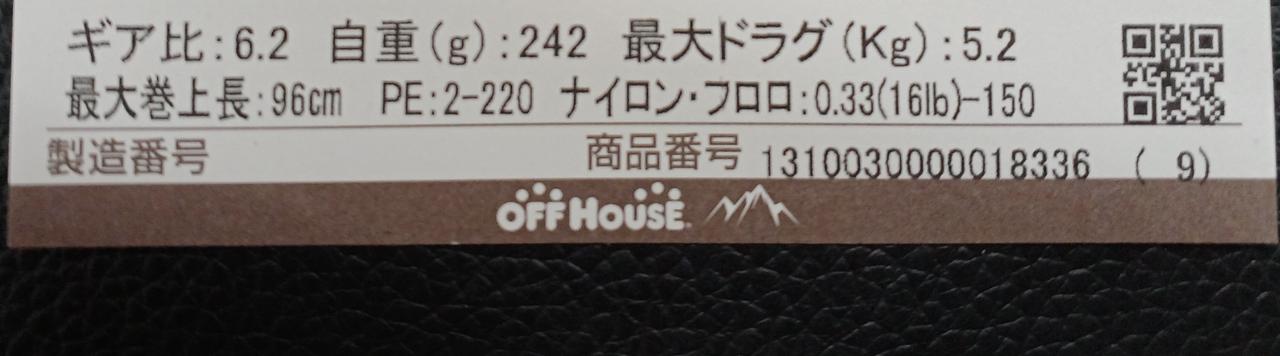 ギア比:6.2 自重(g):242 最大ドラグ(Kg):5.2
最大巻上長:96cm PE:2-220 ナイロン・フロロ:0.33(16lb)-150
製造番号 商品番号 1310030000018336 ( 9)
OFF HOUSE